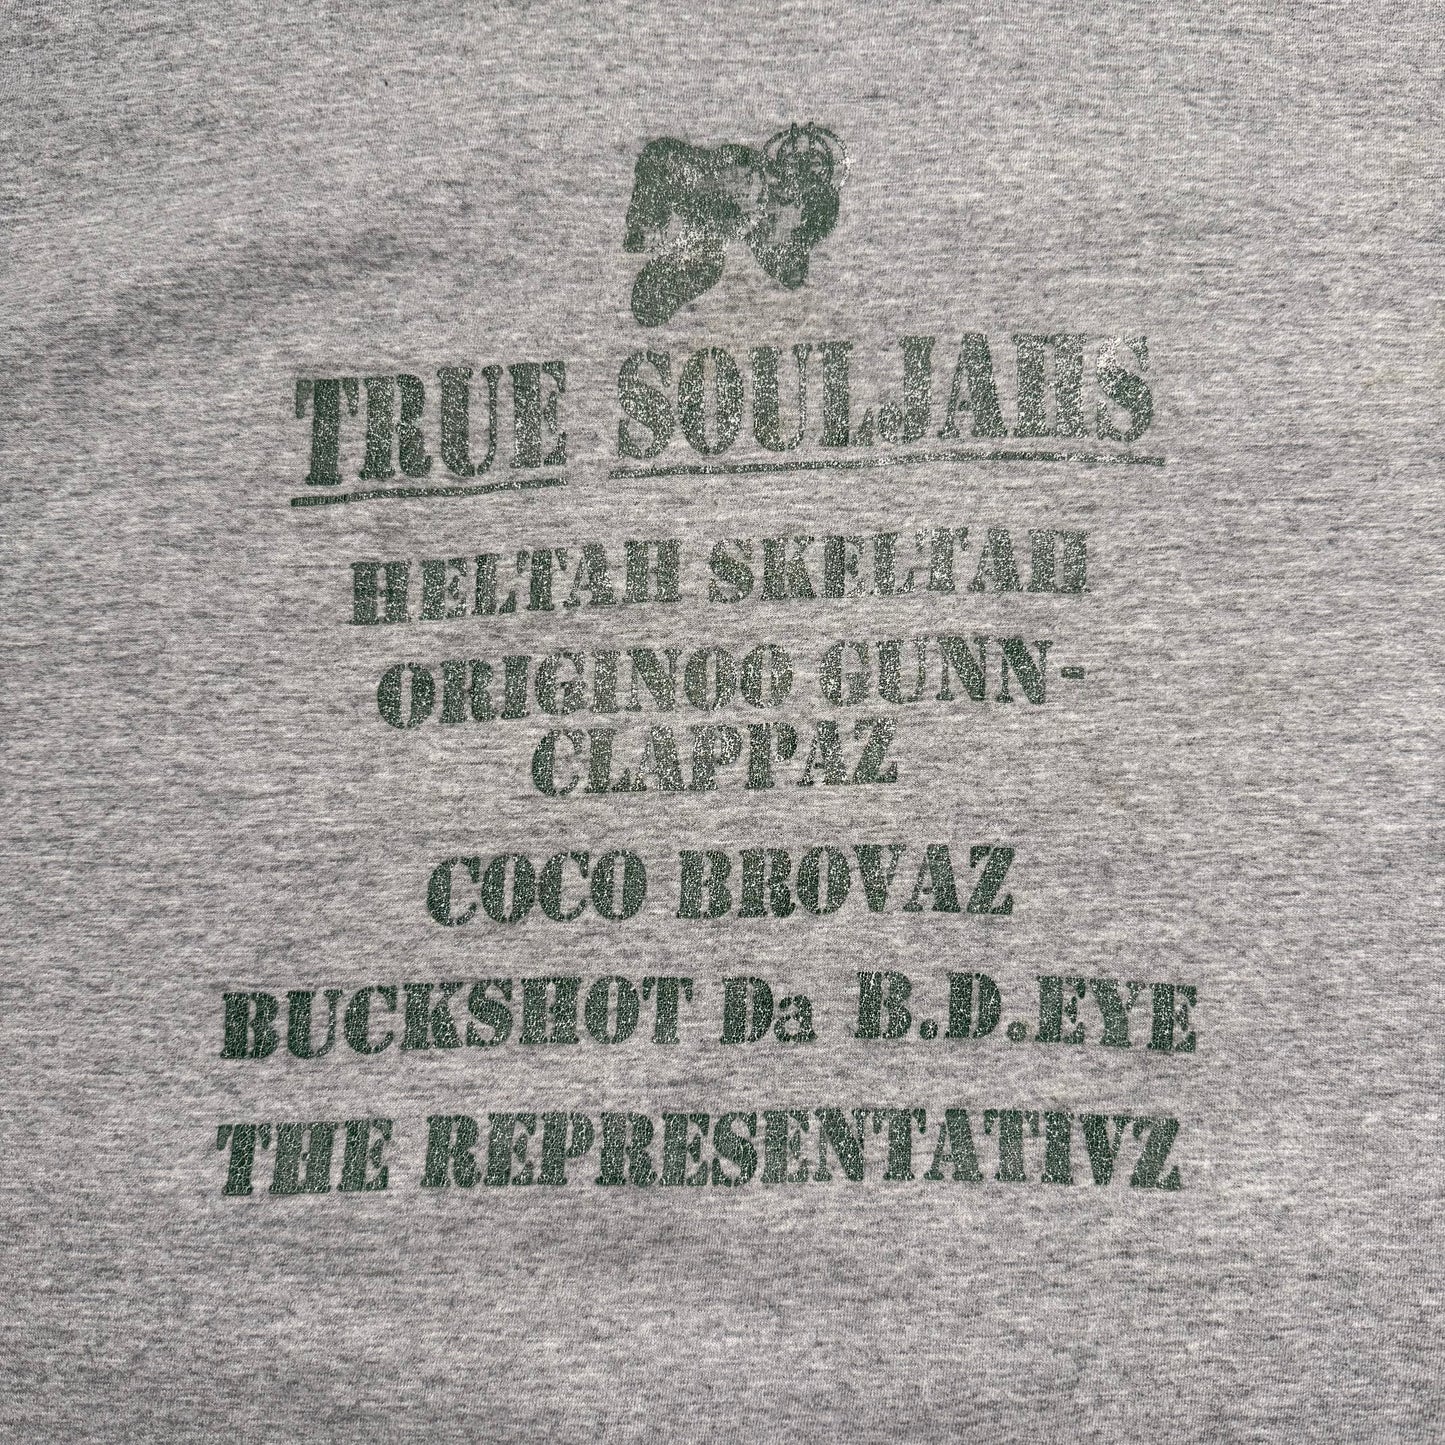 TRUE SOULJAHS
HELTAH SKELTAH
ORIGINOO GUNN-
CLAPPAZ
COCO BROVAZ
BUCKSHOT Da B.D.EYE
THE REPRESENTATIVZ